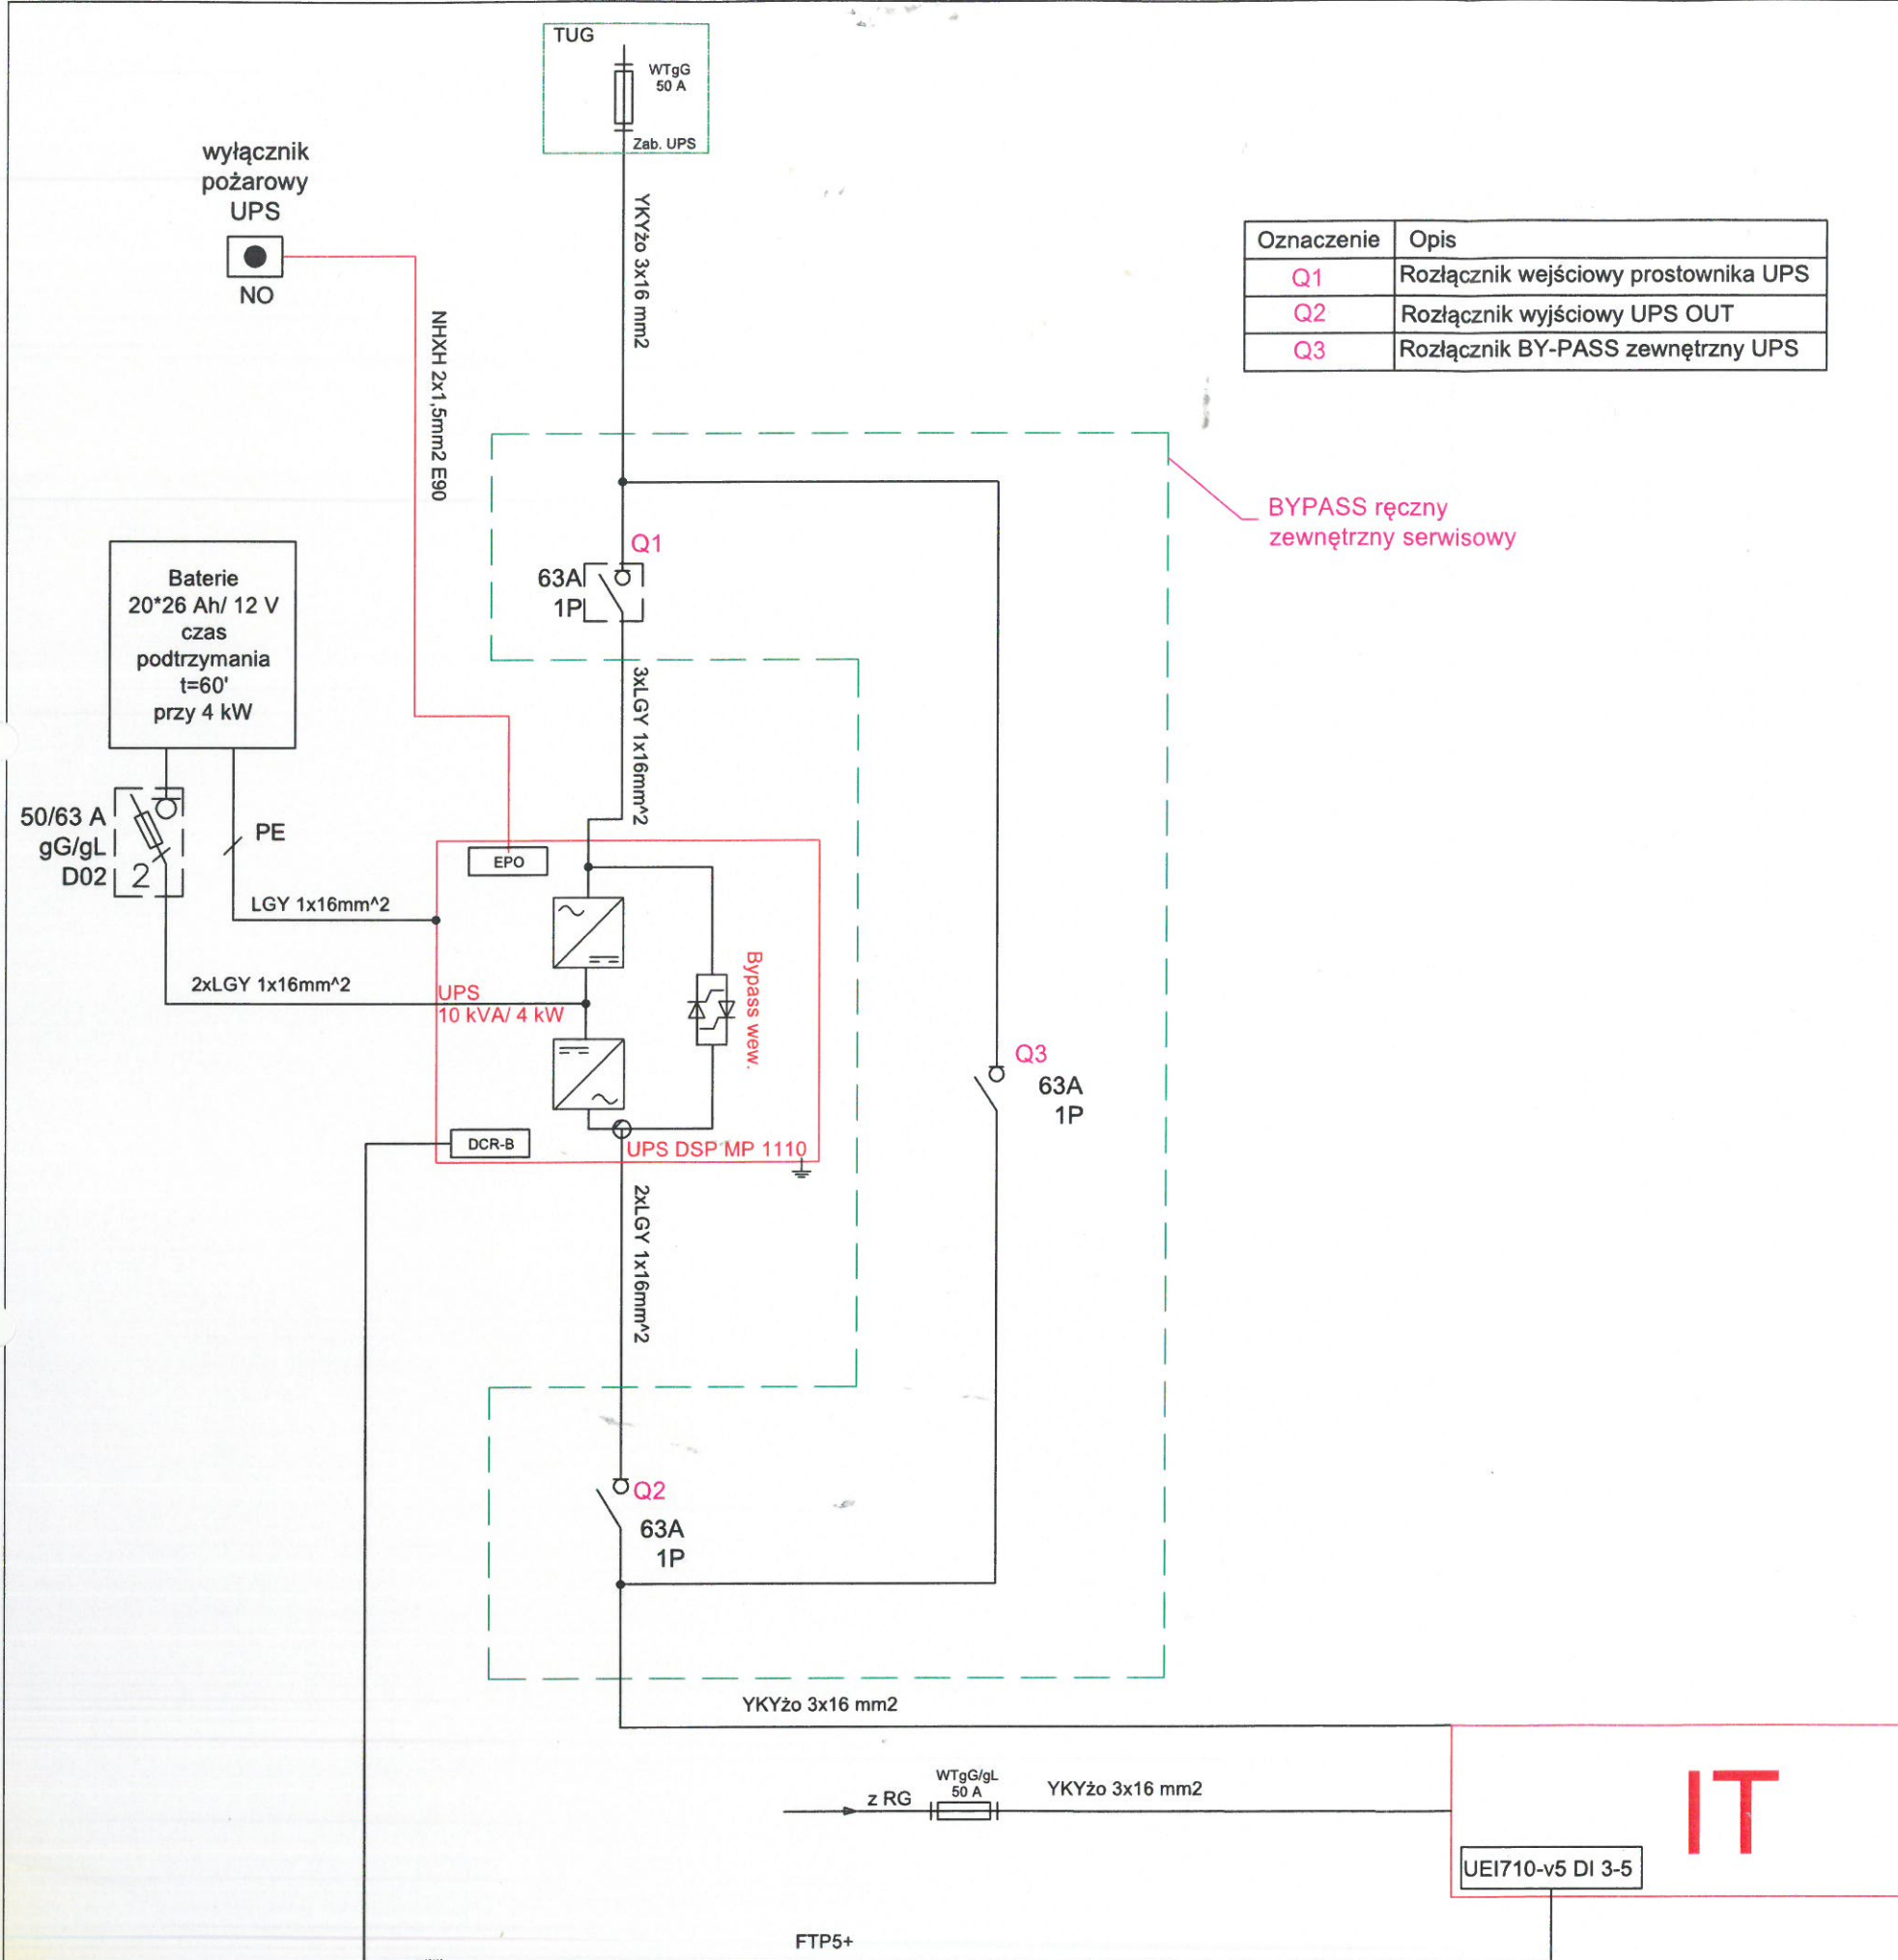 TUG
WTgG
50 A
Zab. UPS
wyłącznik
pożarowy
UPS
NO
YKYżo 3x16 mm2
NHXH 2x1,5mm2 E90
Oznaczenie Opis
Q1 Rozłącznik wejściowy prostownika UPS
Q2 Rozłącznik wyjściowy UPS OUT
Q3 Rozłącznik BY-PASS zewnętrzny UPS
BYPASS ręczny
zewnętrzny serwisowy
Q1
63A
1P
Baterie
20*26 Ah/ 12 V
czas
podtrzymania
t=60'
przy 4 kW
3xLGY 1x16mm^2
50/63 A
gG/gL
D02
2
PE
LGY 1x16mm^2
2xLGY 1x16mm^2
EPO
UPS
10 kVA/ 4 kW
Bypass wew.
DCR-B
UPS DSP MP 1110
Q3
63A
1P
2xLGY 1x16mm^2
Q2
63A
1P
YKYżo 3x16 mm2
z RG
WTgG/gL
50 A
YKYżo 3x16 mm2
IT
UEI710-v5 DI 3-5
FTP5+